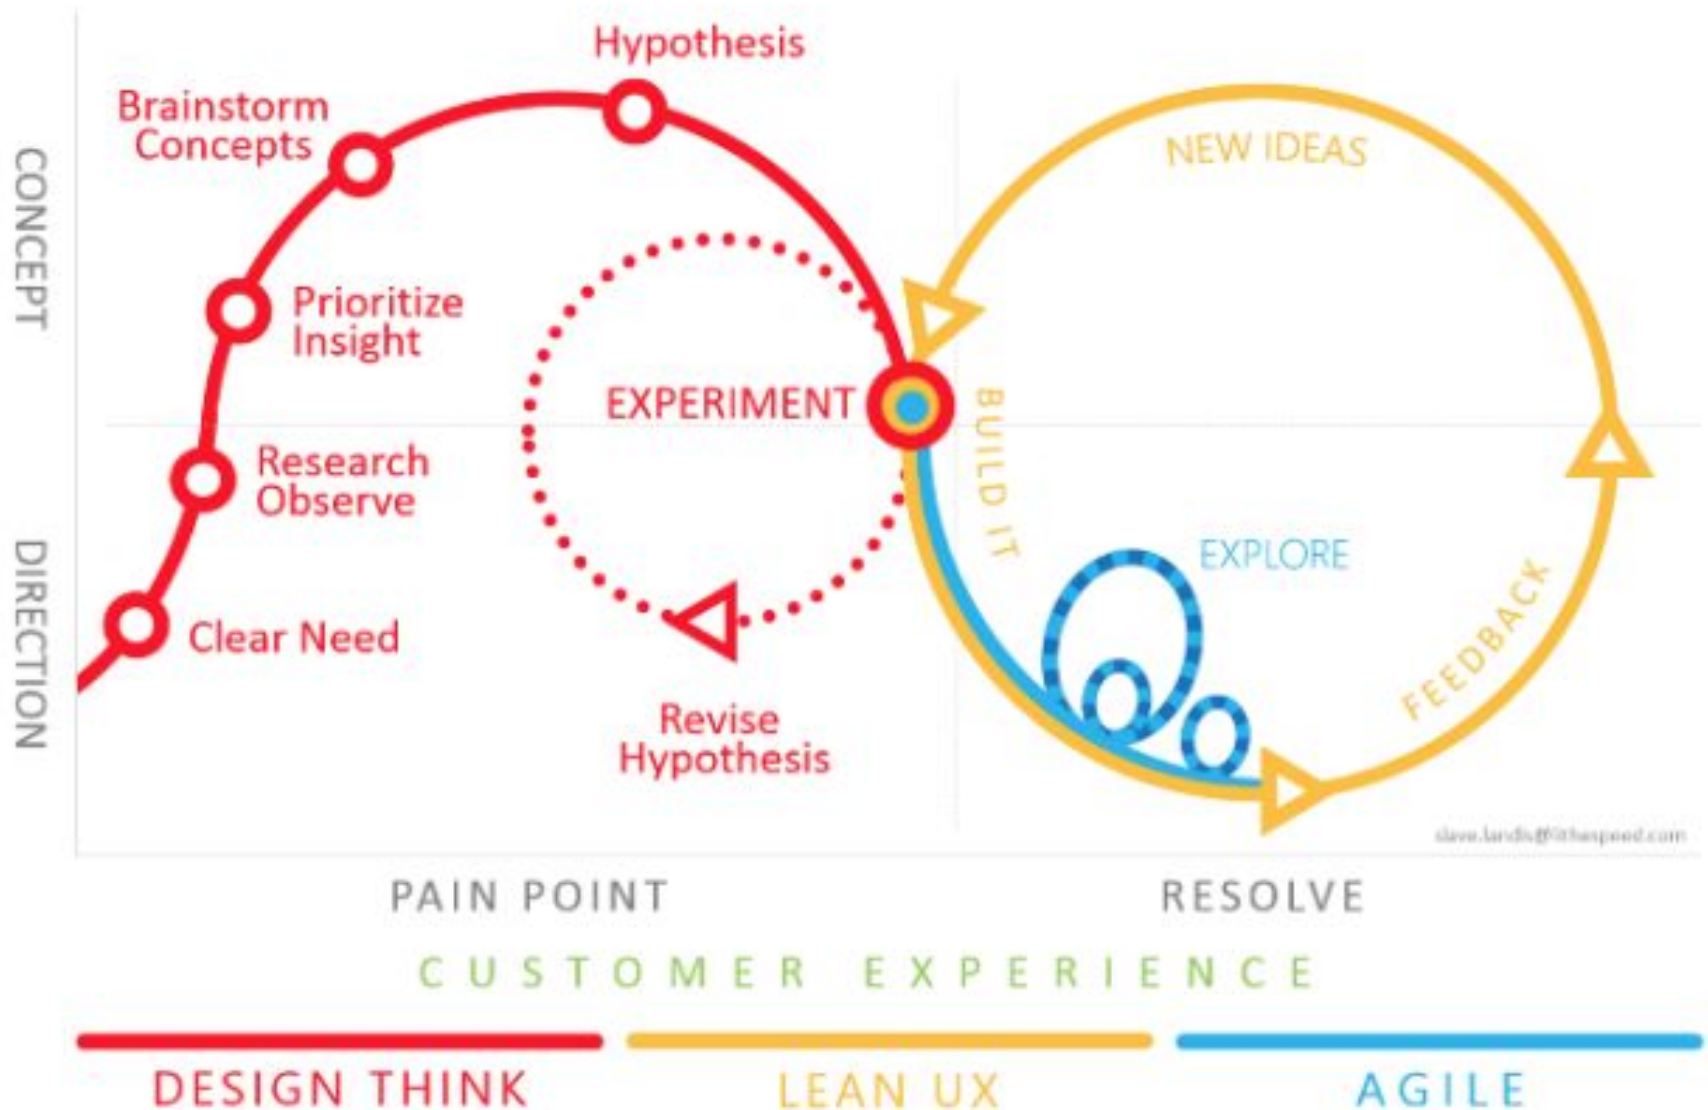 Hypothesis
Brainstorm
Concepts
NEW IDEAS
CONCEPT
Prioritize
Insight
EXPERIMENT
BUILD IT
Research
Observe
EXPLORE
DIRECTION
FEEDBACK
Clear Need
Revise
Hypothesis
PAIN POINT
RESOLVE
CUSTOMER EXPERIENCE
DESIGN THINK
LEAN UX
AGILE